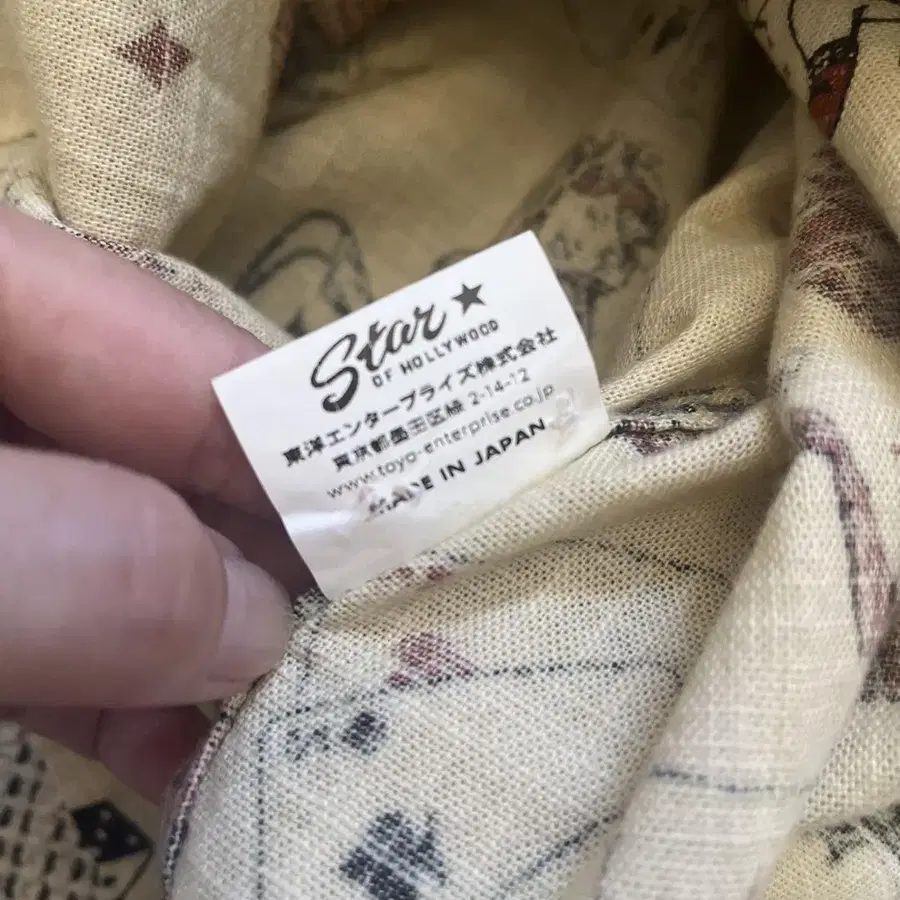 Star
OF HOLLYWOOD
東洋エンタープライズ株式会社
東京都墨田区緑 2-14-12
www.toyo-enterprise.co.jp
MADE IN JAPAN